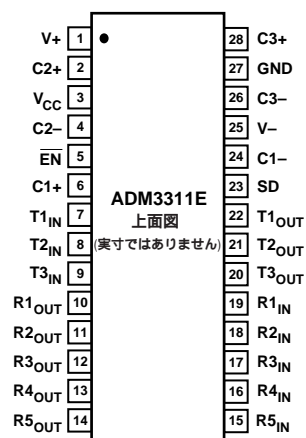 V+ 1 28 C3+
C2+ 2 27 GND
VCC 3 26 C3–
C2– 4 25 V–
EN 5 24 C1–
C1+ 6 23 SD
ADM3311E
上面図
(実寸ではありません)
T1IN 7 22 T1OUT
T2IN 8 21 T2OUT
T3IN 9 20 T3OUT
R1OUT 10 19 R1IN
R2OUT 11 18 R2IN
R3OUT 12 17 R3IN
R4OUT 13 16 R4IN
R5OUT 14 15 R5IN